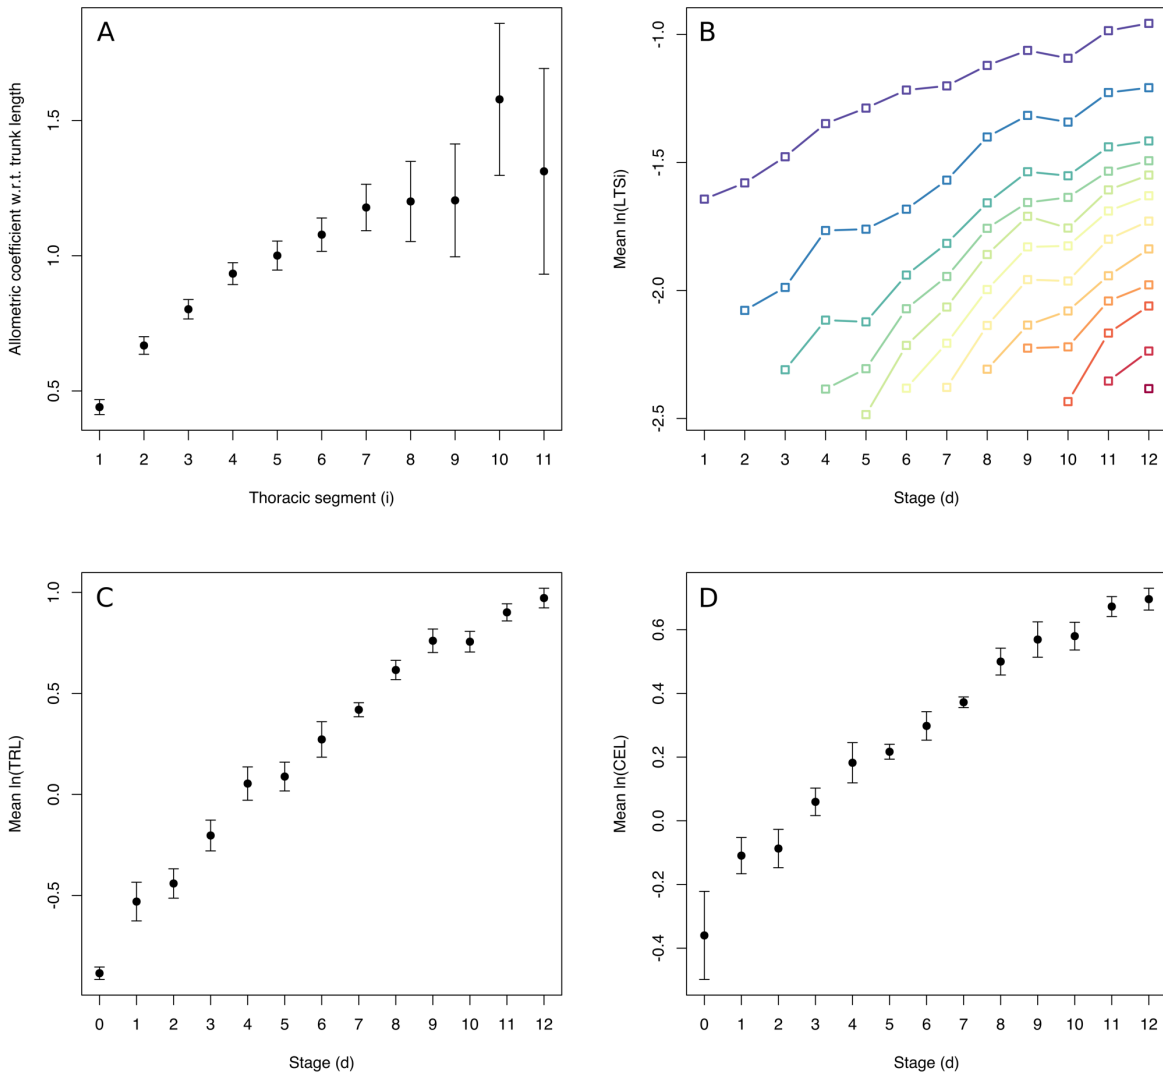 A
Allometric coefficient w.r.t. trunk length
1.5
1.0
0.5
1 2 3 4 5 6 7 8 9 10 11
Thoracic segment (i)
B
Mean ln(LTSi)
-1.0
-1.5
-2.0
-2.5
1 2 3 4 5 6 7 8 9 10 11 12
Stage (d)
C
Mean ln(TRL)
1.0
0.5
0.0
-0.5
0 1 2 3 4 5 6 7 8 9 10 11 12
Stage (d)
D
Mean ln(CEL)
0.6
0.4
0.2
0.0
-0.2
-0.4
0 1 2 3 4 5 6 7 8 9 10 11 12
Stage (d)